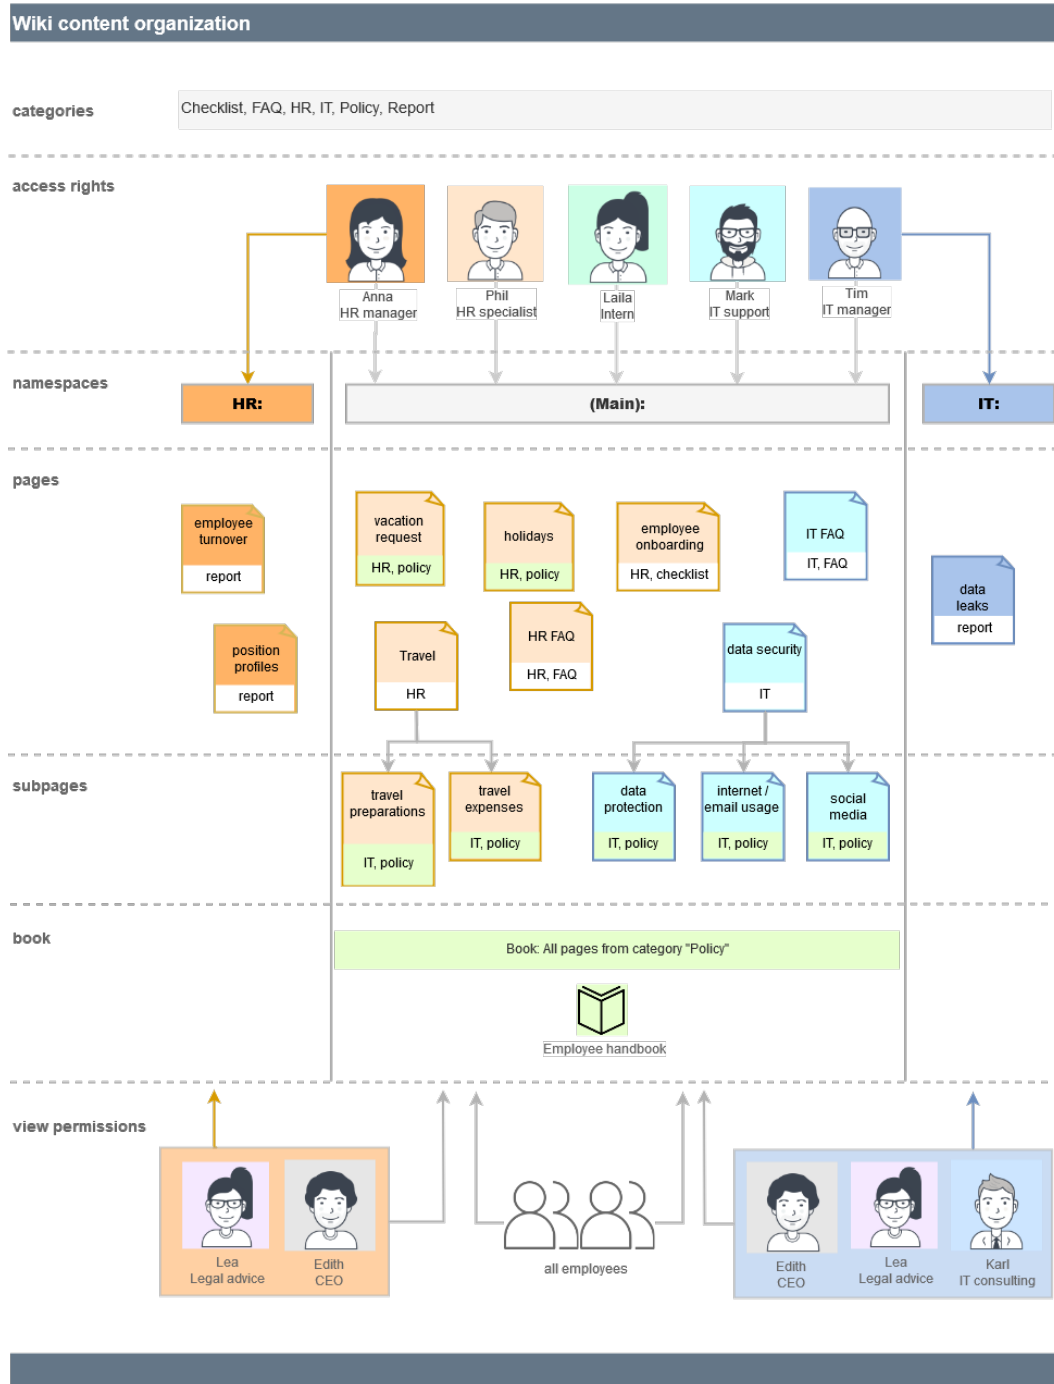 Wiki content organization
categories
Checklist, FAQ, HR, IT, Policy, Report
access rights
Anna
HR manager
Phil
HR specialist
Laila
Intern
Mark
IT support
Tim
IT manager
namespaces
HR:
(Main):
IT:
pages
employee
turnover
report
vacation
request
HR, policy
holidays
HR, policy
employee
onboarding
HR, checklist
IT FAQ
IT, FAQ
data
leaks
report
position
profiles
report
Travel
HR
HR FAQ
HR, FAQ
data security
IT
subpages
travel
preparations
IT, policy
travel
expenses
IT, policy
data
protection
IT, policy
internet /
email usage
IT, policy
social
media
IT, policy
book
Book: All pages from category "Policy"
Employee handbook
view permissions
Lea
Legal advice
Edith
CEO
all employees
Edith
CEO
Lea
Legal advice
Karl
IT consulting